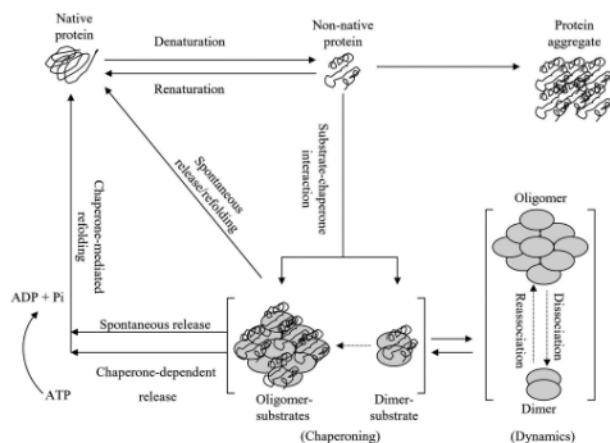 Native
protein
Denaturation
Renaturation
Non-native
protein
Protein
aggregate
Spontaneous
release/refolding
Substrate-chaperone
interaction
Chaperone-mediated
refolding
Oligomer
Reassociation
Dissociation
Dimer
ADP + Pi
ATP
Spontaneous release
Chaperone-dependent
release
Oligomer-
substrates
Dimer-
substrate
(Chaperoning)
(Dynamics)